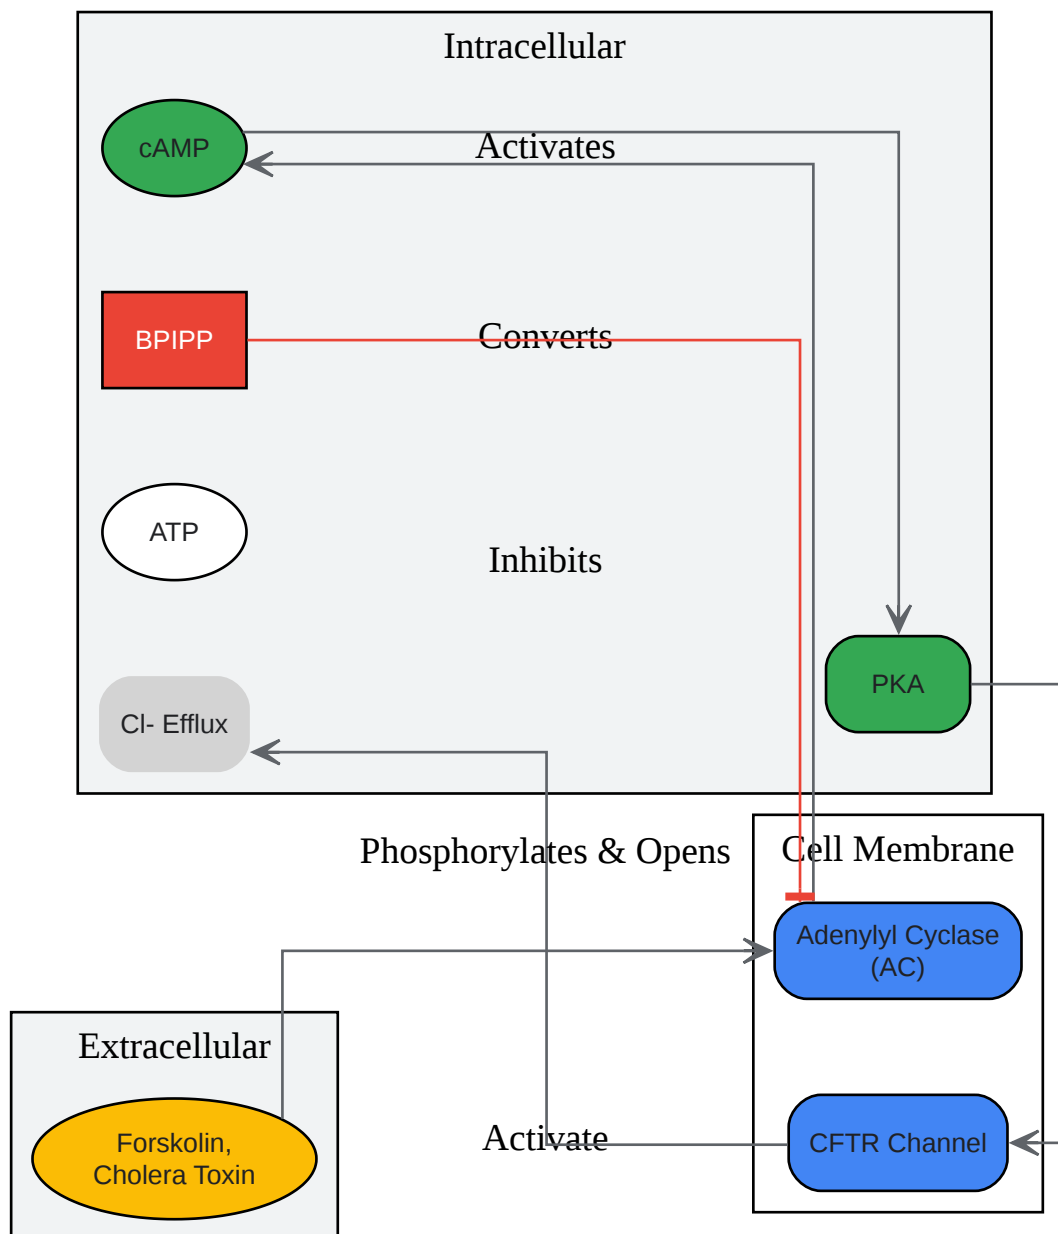 Intracellular
cAMP
Activates
BPIPP
Converts
ATP
Inhibits
PKA
Cl- Efflux
Phosphorylates & Opens
Cell Membrane
Adenylyl Cyclase
(AC)
Extracellular
Forskolin,
Cholera Toxin
Activate
CFTR Channel